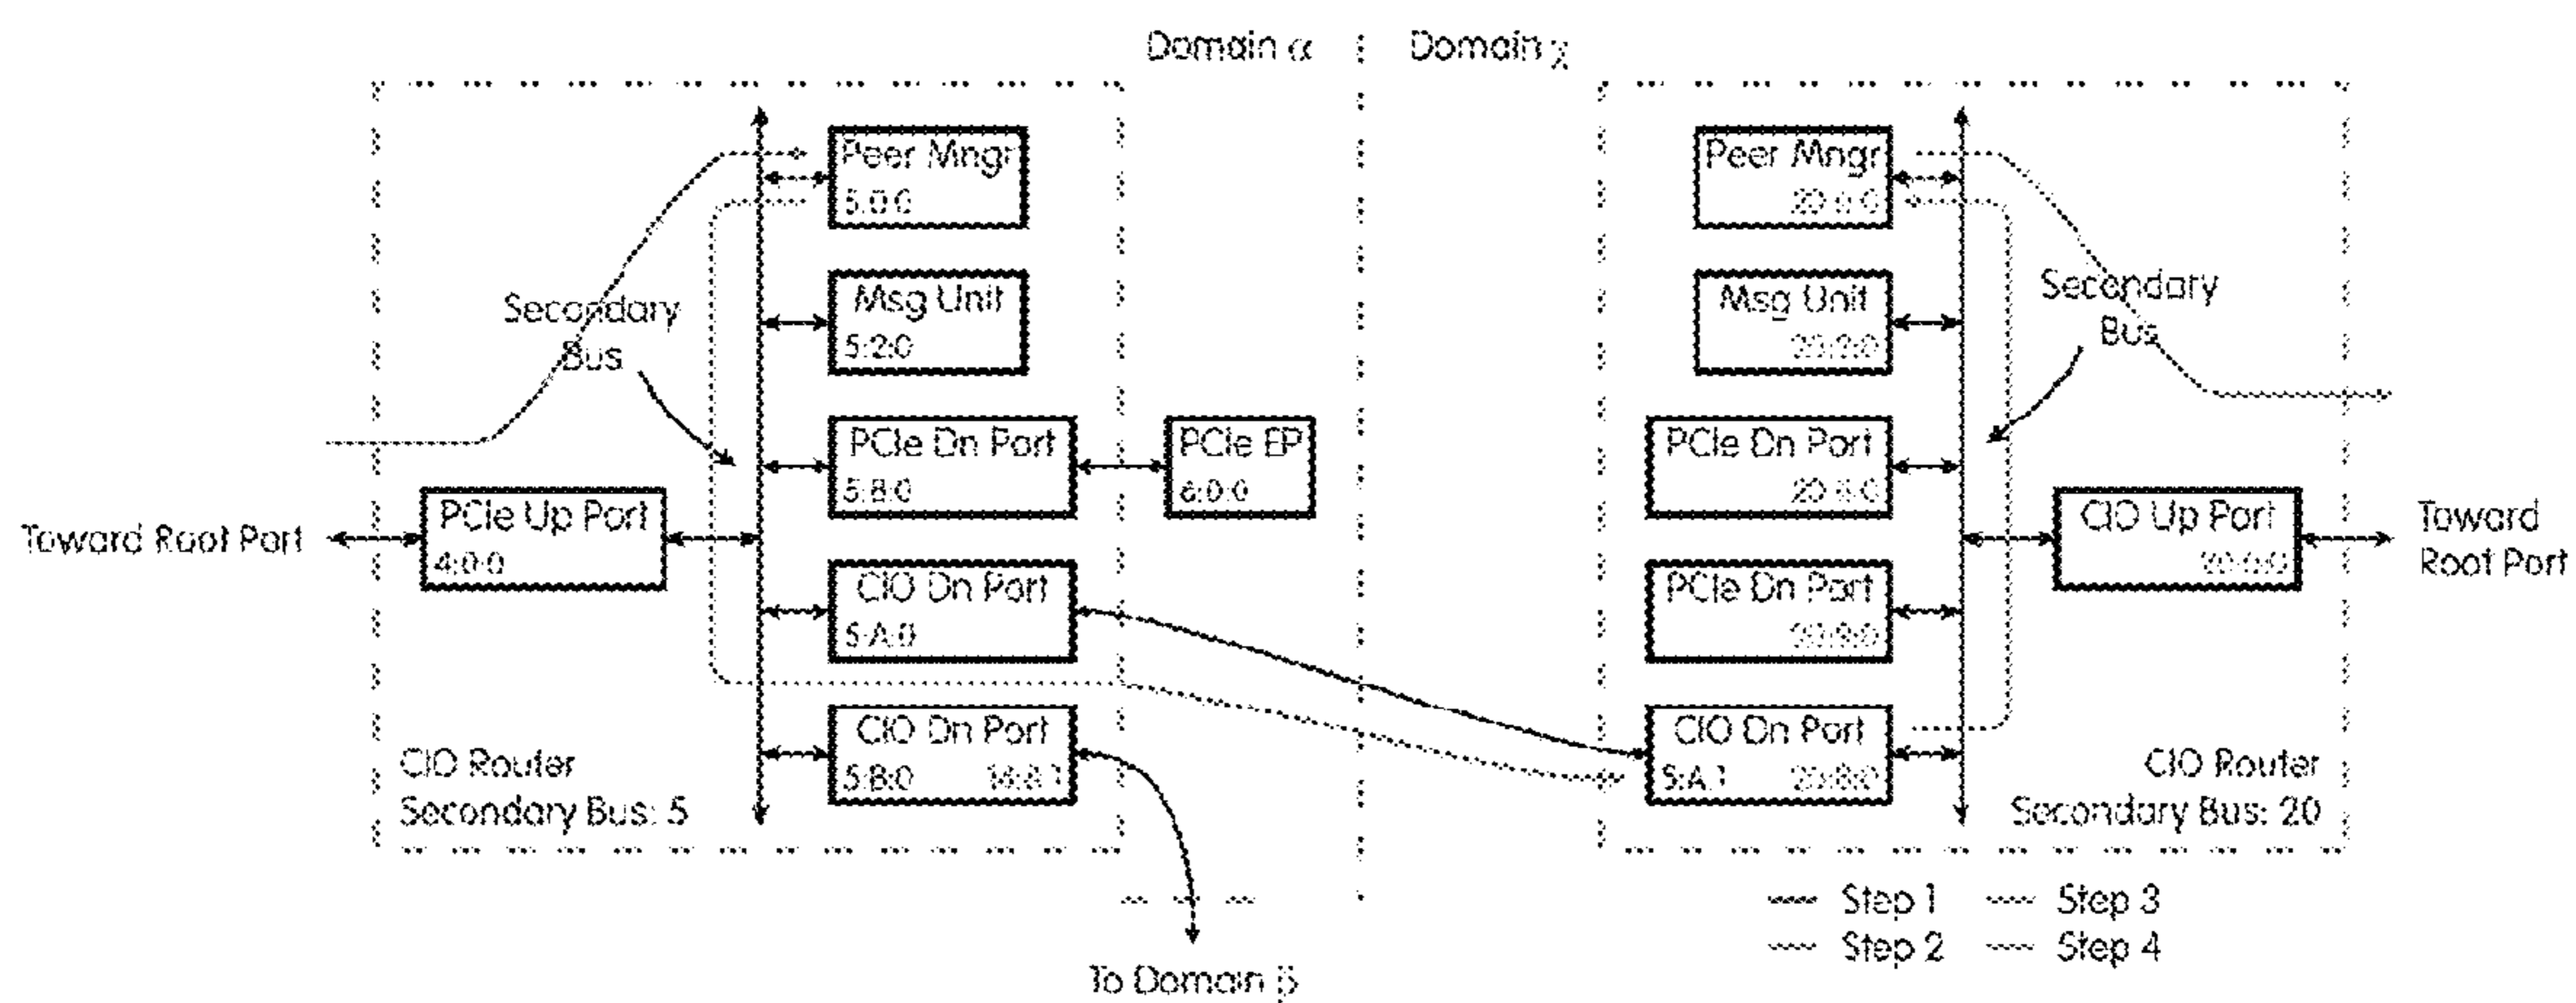 Domain α
Domain χ
Peer Mngr
5:0:0
Msg Unit
5:2:0
Secondary
Bus
PCIe Dn Port
5:8:0
PCIe EP
6:0:0
Toward Root Port
PCIe Up Port
4:0:0
CIO Dn Port
5:A:0
CIO Dn Port
5:B:0
CIO Router
Secondary Bus: 5
To Domain β
Peer Mngr
Msg Unit
Secondary
Bus
PCIe Dn Port
CIO Up Port
Toward
Root Port
PCIe Dn Port
CIO Dn Port
5:A:1
CIO Router
Secondary Bus: 20
Step 1
Step 3
Step 2
Step 4